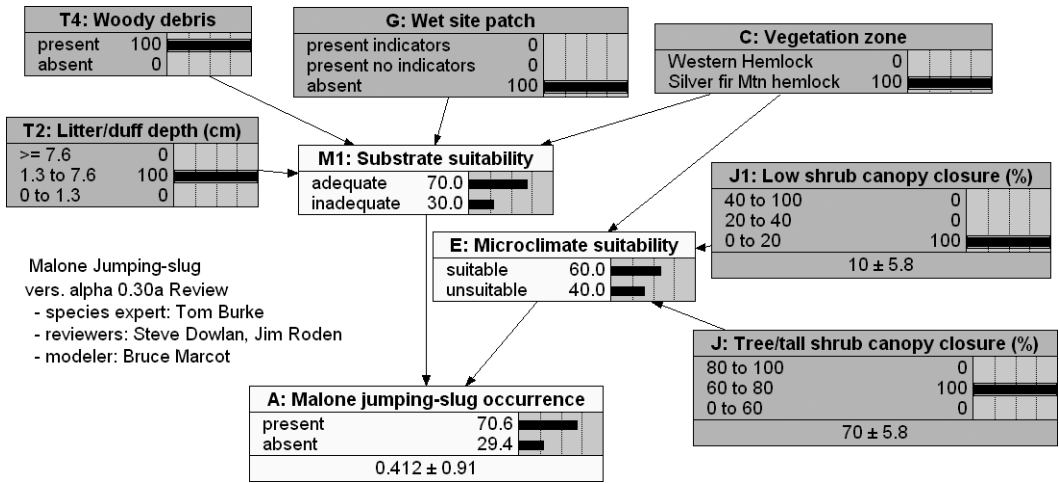 T4: Woody debris
present 100
absent 0
G: Wet site patch
present indicators 0
present no indicators 0
absent 100
C: Vegetation zone
Western Hemlock 0
Silver fir Mtn hemlock 100
T2: Litter/duff depth (cm)
>= 7.6 0
1.3 to 7.6 100
0 to 1.3 0
M1: Substrate suitability
adequate 70.0
inadequate 30.0
J1: Low shrub canopy closure (%)
40 to 100 0
20 to 40 0
0 to 20 100
10 ± 5.8
E: Microclimate suitability
suitable 60.0
unsuitable 40.0
Malone Jumping-slug
vers. alpha 0.30a Review
- species expert: Tom Burke
- reviewers: Steve Dowlan, Jim Roden
- modeler: Bruce Marcot
J: Tree/tall shrub canopy closure (%)
80 to 100 0
60 to 80 100
0 to 60 0
70 ± 5.8
A: Malone jumping-slug occurrence
present 70.6
absent 29.4
0.412 ± 0.91